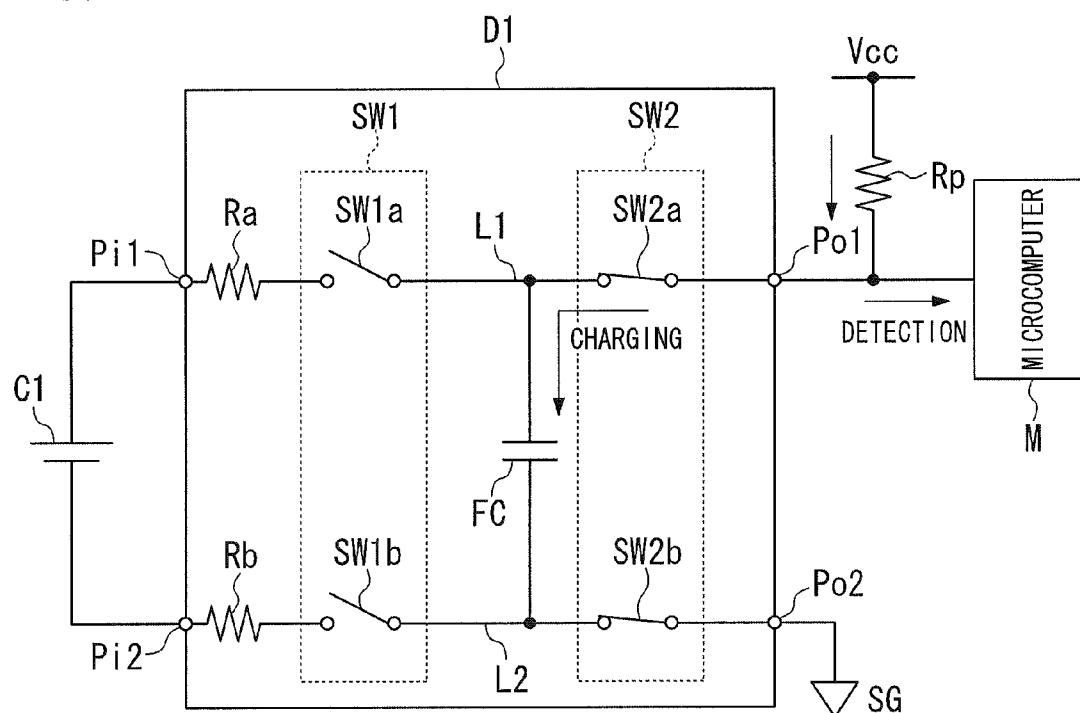 D1
Vcc
SW1
SW2
Rp
Ra
SW1a
L1
SW2a
Po1
Pi1
CHARGING
DETECTION
MICROCOMPUTER
M
C1
FC
Rb
SW1b
SW2b
Po2
Pi2
L2
SG